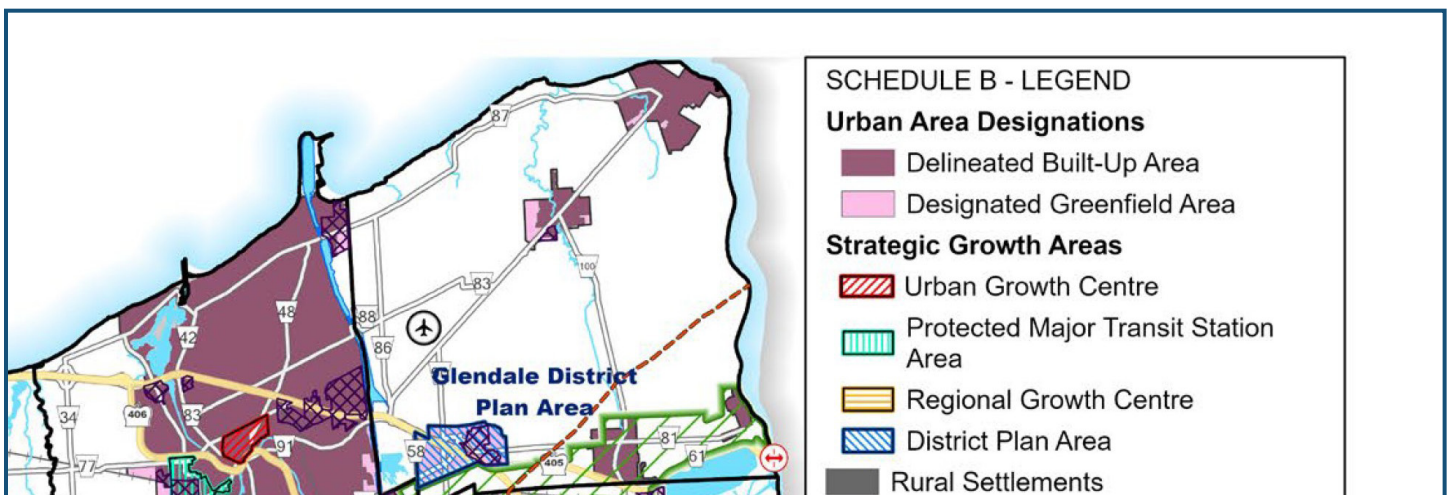 SCHEDULE B - LEGEND
Urban Area Designations
Delineated Built-Up Area
Designated Greenfield Area
Strategic Growth Areas
Urban Growth Centre
Protected Major Transit Station
Area
Regional Growth Centre
District Plan Area
Rural Settlements
87
100
83
48
88
42
86
Glendale District
Plan Area
34
406
83
91
58
81
405
61
77